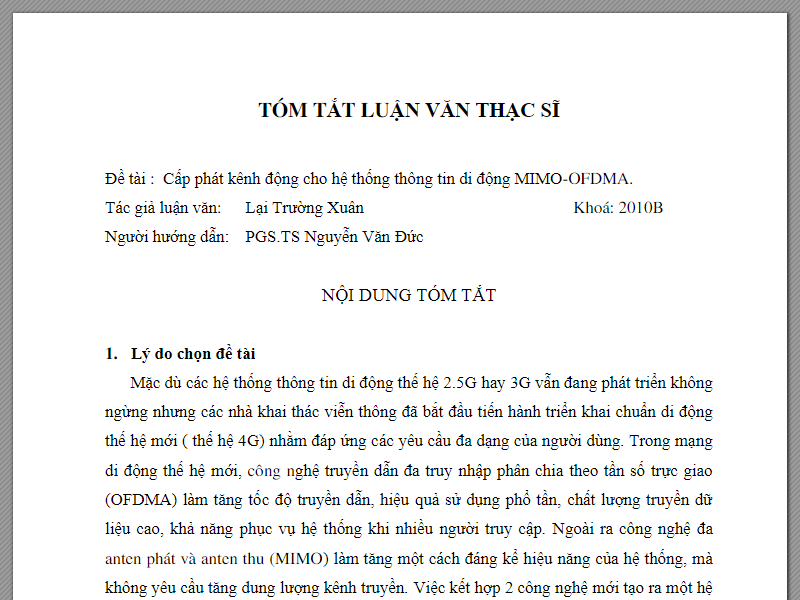 TÓM TẮT LUẬN VĂN THẠC SĨ
Đề tài : Cấp phát kênh động cho hệ thống thông tin di động MIMO-OFDMA.
Tác giả luận văn: Lại Trường Xuân Khoá: 2010B
Người hướng dẫn: PGS.TS Nguyễn Văn Đức
NỘI DUNG TÓM TẮT
1. Lý do chọn đề tài
Mặc dù các hệ thống thông tin di động thế hệ 2.5G hay 3G vẫn đang phát triển không
ngừng nhưng các nhà khai thác viễn thông đã bắt đầu tiến hành triển khai chuẩn di động
thế hệ mới ( thế hệ 4G) nhằm đáp ứng các yêu cầu đa dạng của người dùng. Trong mạng
di động thế hệ mới, công nghệ truyền dẫn đa truy nhập phân chia theo tần số trực giao
(OFDMA) làm tăng tốc độ truyền dẫn, hiệu quả sử dụng phổ tần, chất lượng truyền dữ
liệu cao, khả năng phục vụ hệ thống khi nhiều người truy cập. Ngoài ra công nghệ đa
anten phát và anten thu (MIMO) làm tăng một cách đáng kể hiệu năng của hệ thống, mà
không yêu cầu tăng dung lượng kênh truyền. Việc kết hợp 2 công nghệ mới tạo ra một hệ